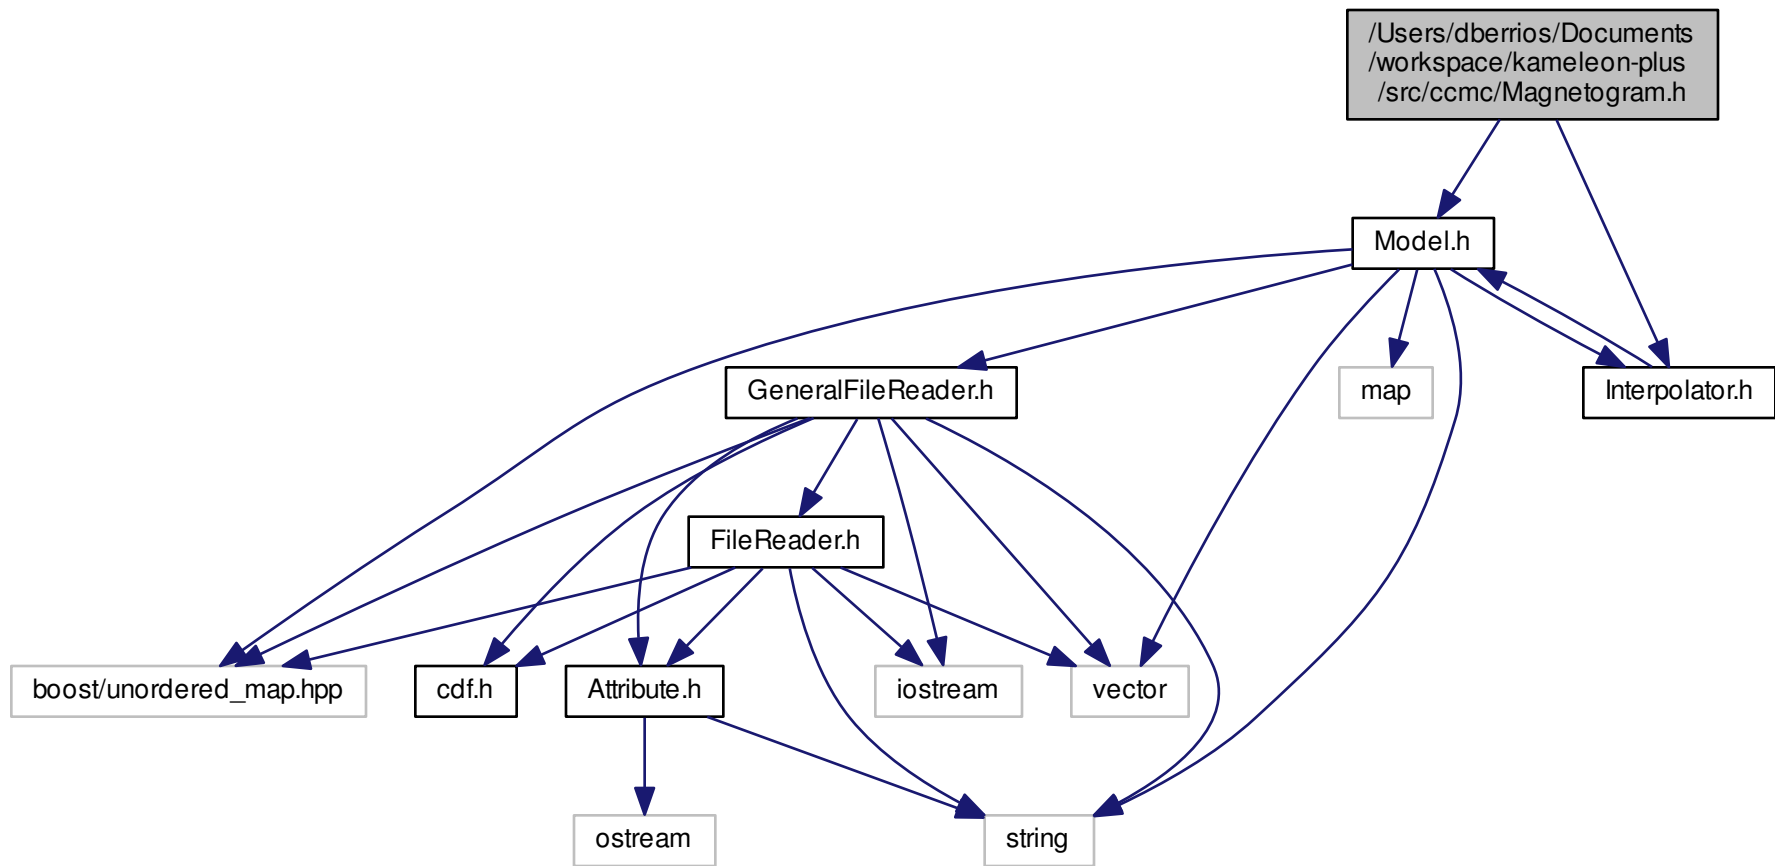 /Users/dberrios/Documents
/workspace/kameleon-plus
/src/ccmc/Magnetogram.h
Model.h
GeneralFileReader.h
map
Interpolator.h
FileReader.h
boost/unordered_map.hpp
cdf.h
Attribute.h
iostream
vector
ostream
string